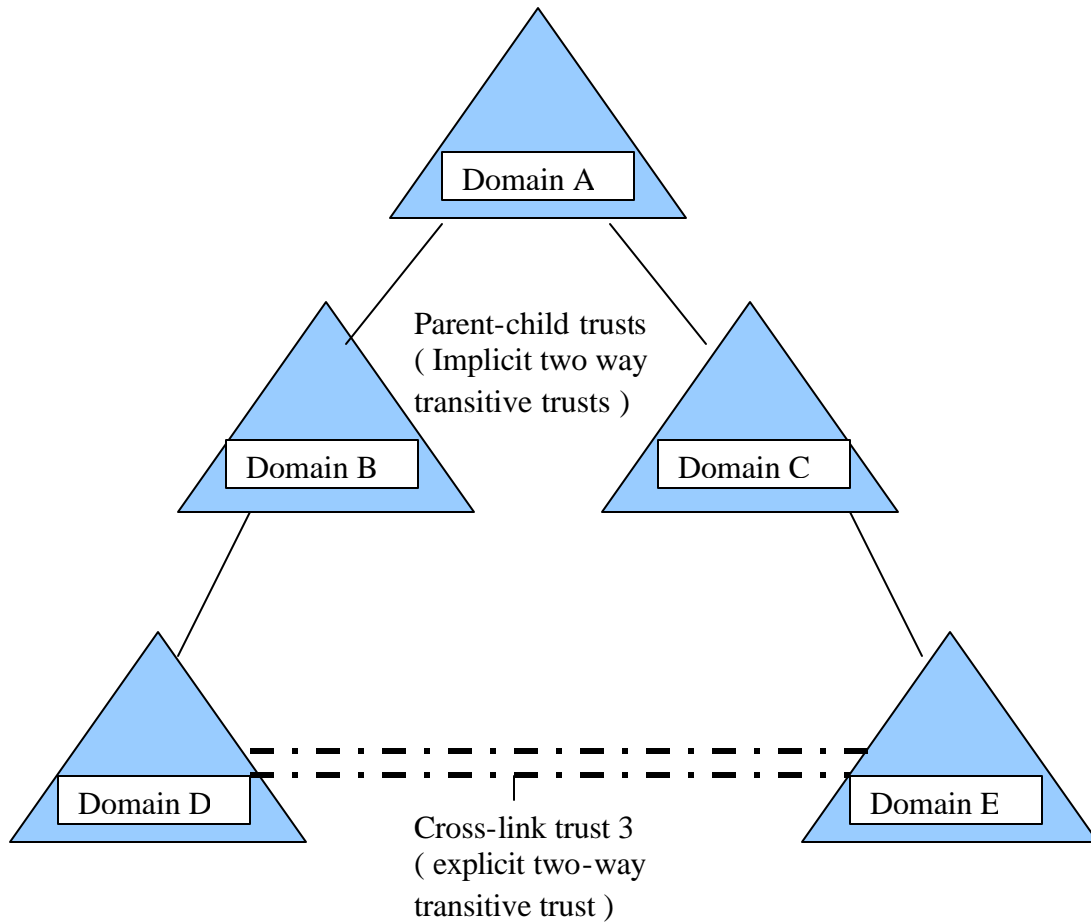 Domain A
Parent-child trusts
( Implicit two way
transitive trusts )
Domain B
Domain C
Domain D
Domain E
Cross-link trust 3
( explicit two-way
transitive trust )